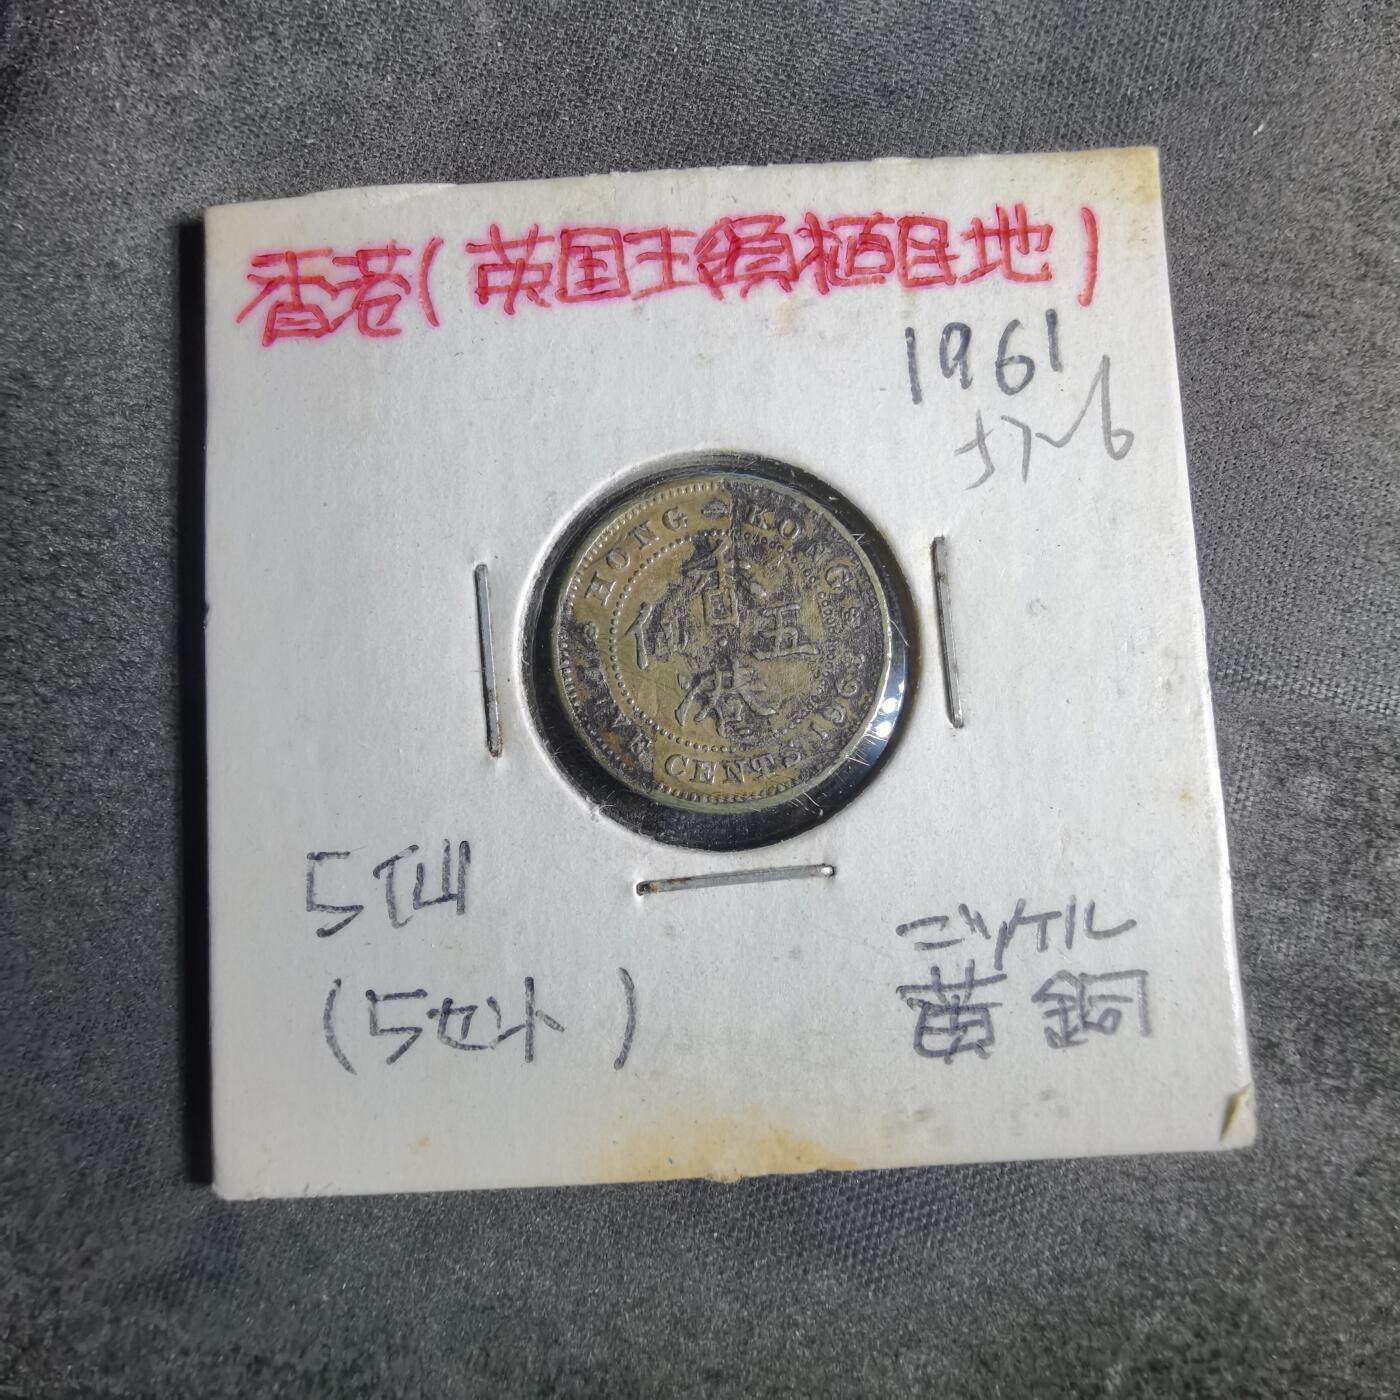 香港(英国王領植民地)
1961
HONG KONG
香港
五仙
FIVE CENTS 1961
5仙
(5セント)
ニッケル
黄銅